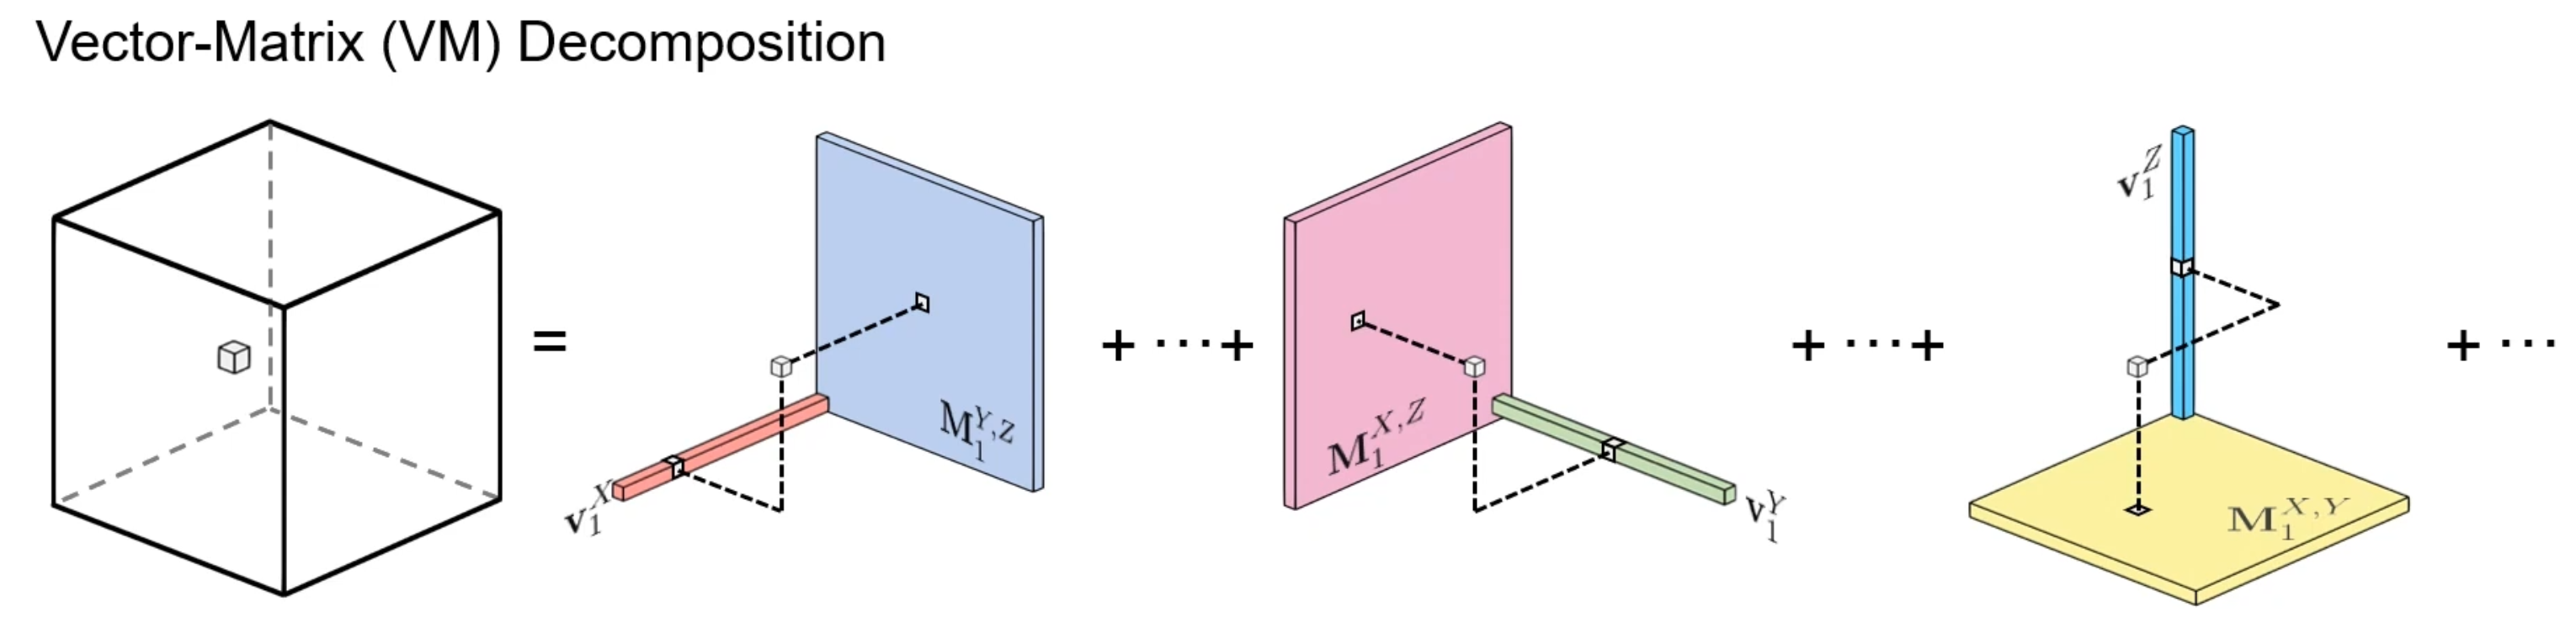 Vector-Matrix (VM) Decomposition
= v₁^X M₁^{Y,Z} + ⋯ + M₁^{X,Z} v₁^Y + ⋯ + v₁^Z M₁^{X,Y} + ⋯